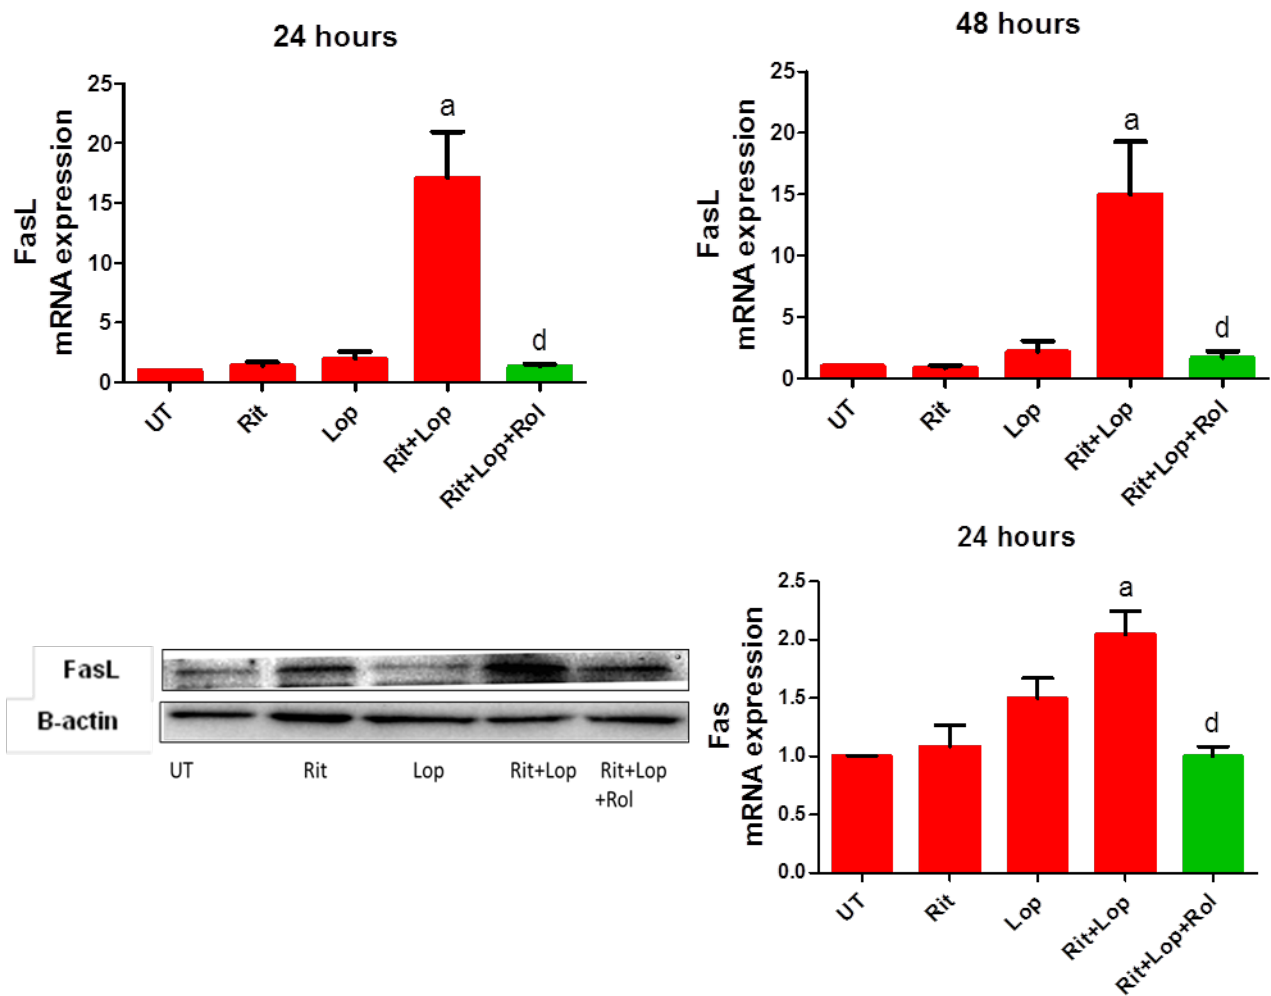 24 hours
25
20
15
10
5
0
FasL
mRNA expression
a
d
UT
Rit
Lop
Rit+Lop
Rit+Lop+Rol
48 hours
25
20
15
10
5
0
FasL
mRNA expression
a
d
UT
Rit
Lop
Rit+Lop
Rit+Lop+Rol
FasL
B-actin
UT Rit Lop Rit+Lop Rit+Lop
+Rol
24 hours
2.5
2.0
1.5
1.0
0.5
0.0
Fas
mRNA expression
a
d
UT
Rit
Lop
Rit+Lop
Rit+Lop+Rol